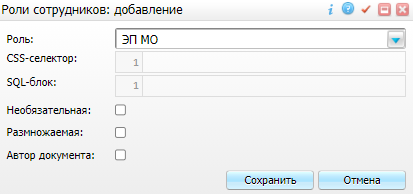 Роли сотрудников: добавление
Роль: ЭП МО
CSS-селектор: 1
SQL-блок: 1
Необязательная:
Размножаемая:
Автор документа:
Сохранить Отмена